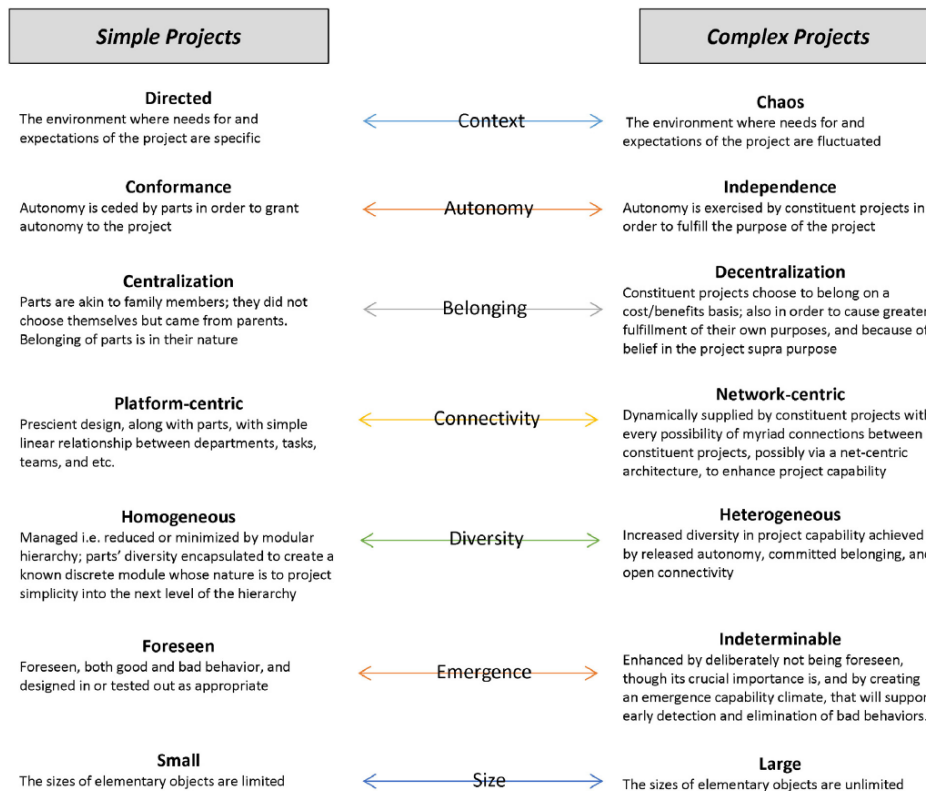 Simple Projects
Complex Projects
Directed
The environment where needs for and
expectations of the project are specific
Context
Chaos
The environment where needs for and
expectations of the project are fluctuated
Conformance
Autonomy is ceded by parts in order to grant
autonomy to the project
Autonomy
Independence
Autonomy is exercised by constituent projects in
order to fulfill the purpose of the project
Centralization
Parts are akin to family members; they did not
choose themselves but came from parents.
Belonging of parts is in their nature
Belonging
Decentralization
Constituent projects choose to belong on a
cost/benefits basis; also in order to cause greater
fulfillment of their own purposes, and because of
belief in the project supra purpose
Platform-centric
Prescient design, along with parts, with simple
linear relationship between departments, tasks,
teams, and etc.
Connectivity
Network-centric
Dynamically supplied by constituent projects with
every possibility of myriad connections between
constituent projects, possibly via a net-centric
architecture, to enhance project capability
Homogeneous
Managed i.e. reduced or minimized by modular
hierarchy; parts' diversity encapsulated to create a
known discrete module whose nature is to project
simplicity into the next level of the hierarchy
Diversity
Heterogeneous
Increased diversity in project capability achieved
by released autonomy, committed belonging, and
open connectivity
Foreseen
Foreseen, both good and bad behavior, and
designed in or tested out as appropriate
Emergence
Indeterminable
Enhanced by deliberately not being foreseen,
though its crucial importance is, and by creating
an emergence capability climate, that will support
early detection and elimination of bad behaviors.
Small
The sizes of elementary objects are limited
Size
Large
The sizes of elementary objects are unlimited